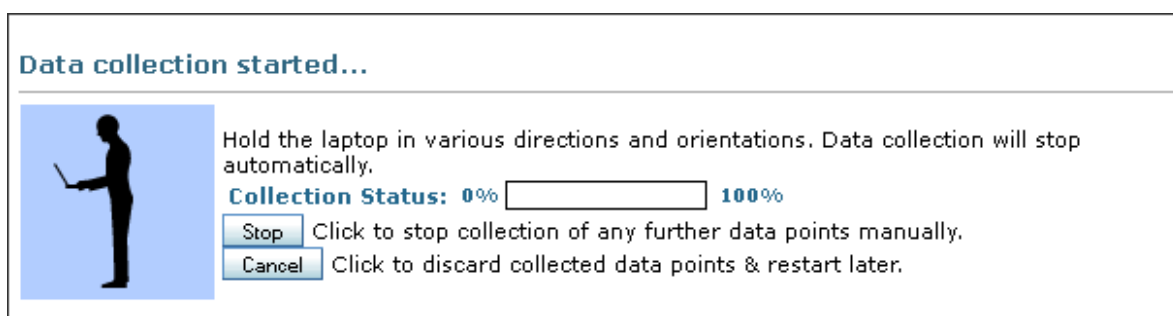 Data collection started...
Hold the laptop in various directions and orientations. Data collection will stop
automatically.
Collection Status: 0% 100%
Stop Click to stop collection of any further data points manually.
Cancel Click to discard collected data points & restart later.